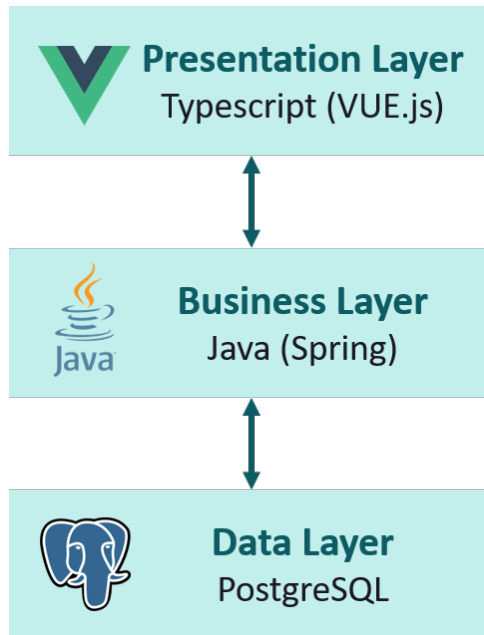 Presentation Layer
Typescript (VUE.js)
Business Layer
Java
Java (Spring)
Data Layer
PostgreSQL